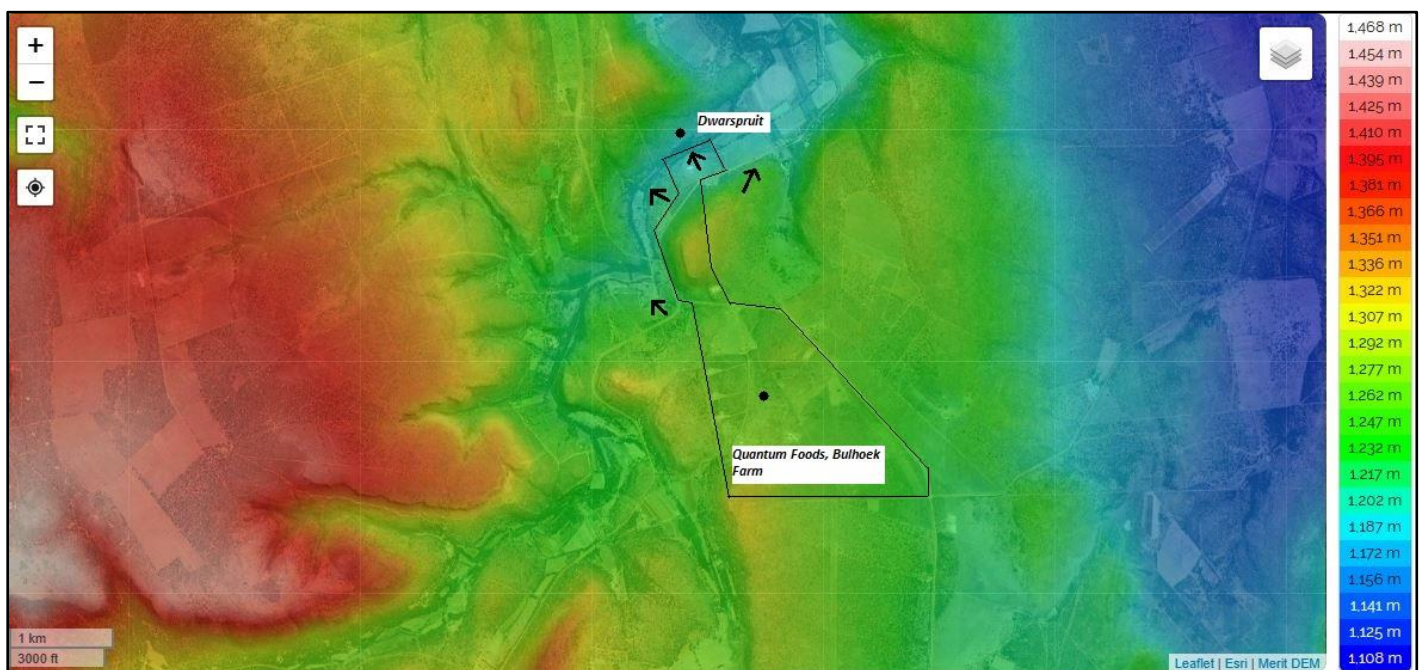 +
−
Dwarspruit
Quantum Foods, Bulhoek
Farm
1 km
3000 ft
Leaflet | Esri | Merit DEM
1,468 m
1,454 m
1,439 m
1,425 m
1,410 m
1,395 m
1,381 m
1,366 m
1,351 m
1,336 m
1,322 m
1,307 m
1,292 m
1,277 m
1,262 m
1,247 m
1,232 m
1,217 m
1,202 m
1,187 m
1,172 m
1,156 m
1,141 m
1,125 m
1,108 m